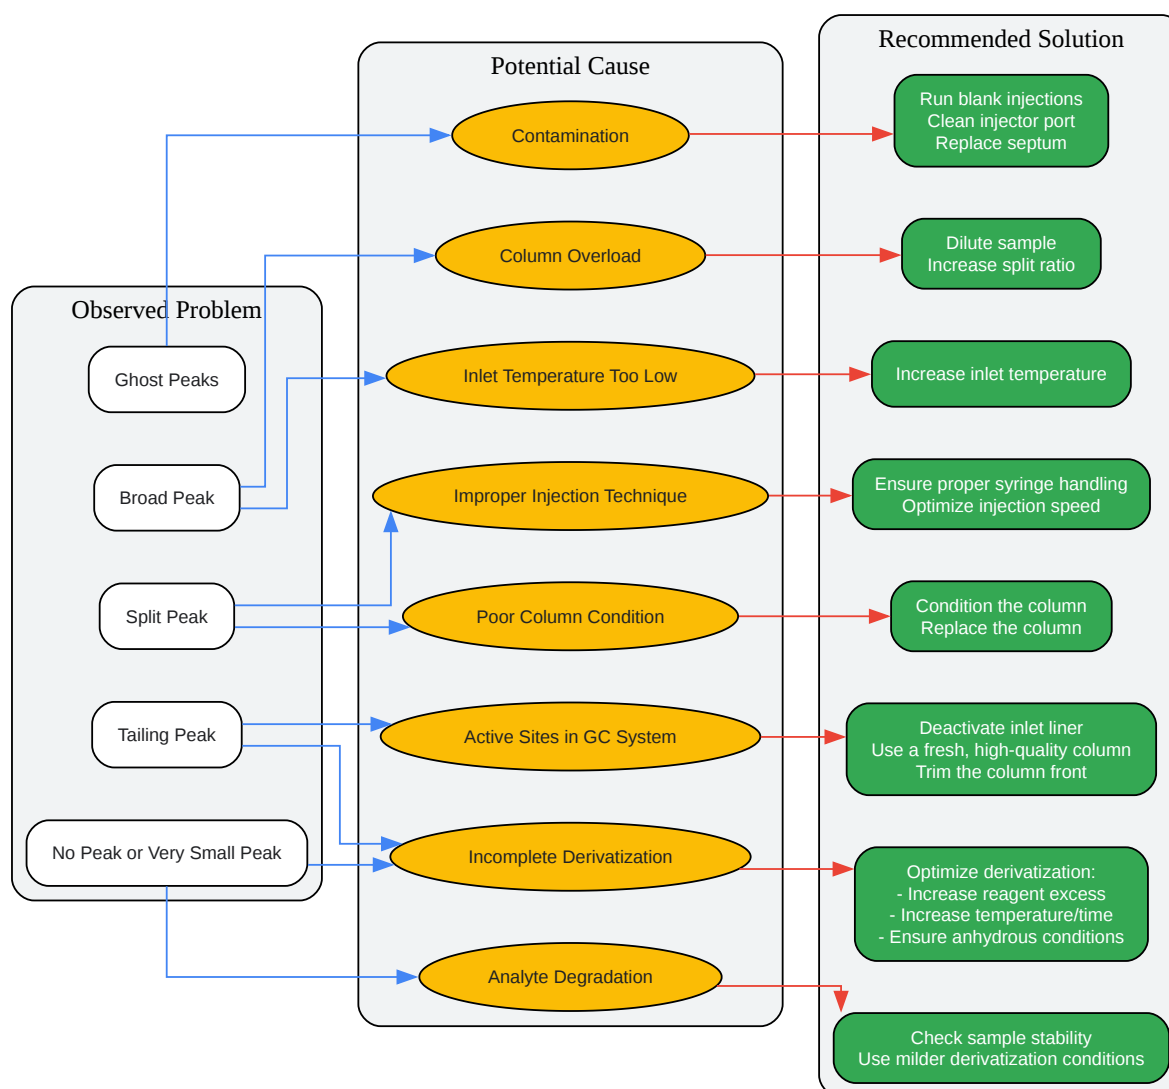 Observed Problem
Ghost Peaks
Broad Peak
Split Peak
Tailing Peak
No Peak or Very Small Peak
Potential Cause
Contamination
Column Overload
Inlet Temperature Too Low
Improper Injection Technique
Poor Column Condition
Active Sites in GC System
Incomplete Derivatization
Analyte Degradation
Recommended Solution
Run blank injections
Clean injector port
Replace septum
Dilute sample
Increase split ratio
Increase inlet temperature
Ensure proper syringe handling
Optimize injection speed
Condition the column
Replace the column
Deactivate inlet liner
Use a fresh, high-quality column
Trim the column front
Optimize derivatization:
- Increase reagent excess
- Increase temperature/time
- Ensure anhydrous conditions
Check sample stability
Use milder derivatization conditions